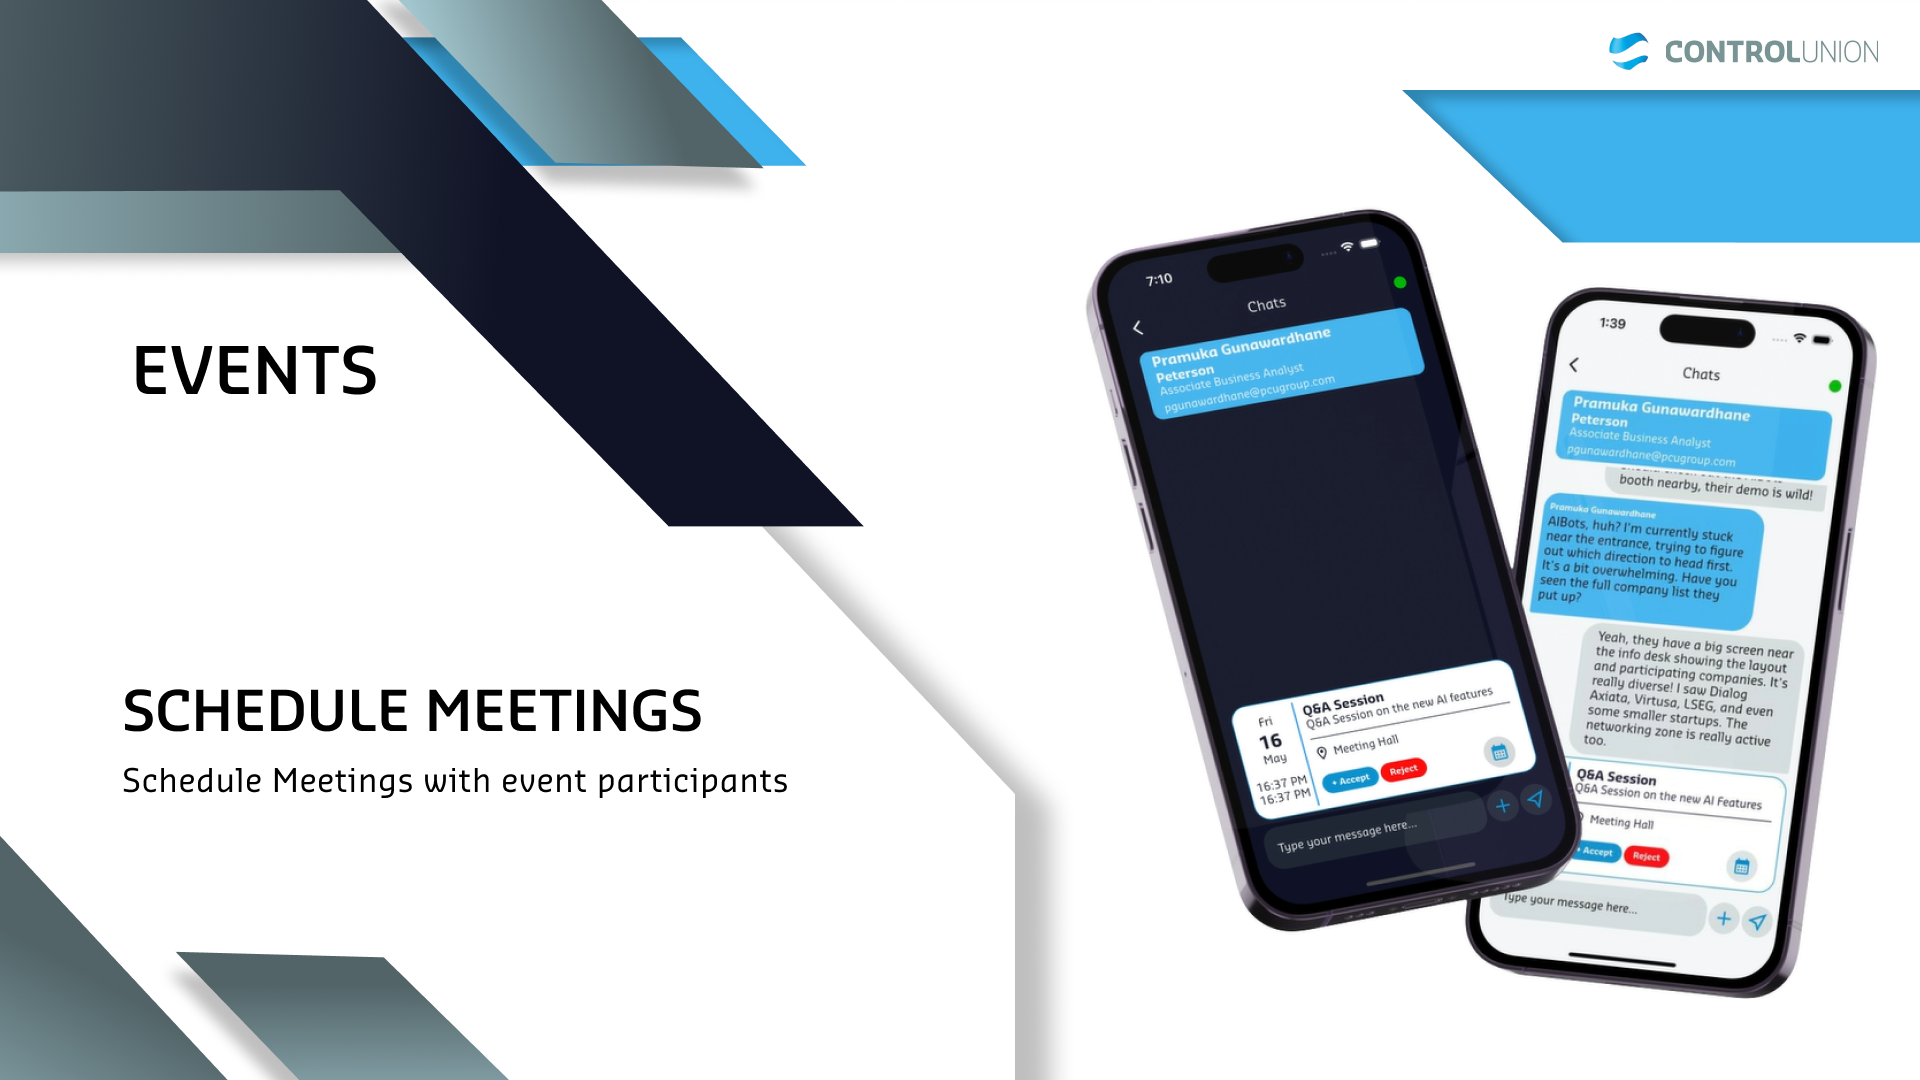 CONTROLUNION
EVENTS
SCHEDULE MEETINGS
Schedule Meetings with event participants
7:10
Chats
Pramuka Gunawardhane
Peterson
Associate Business Analyst
pgunawardhane@pcugroup.com
Fri
16
May
16:37 PM
16:37 PM
Q&A Session
Q&A Session on the new AI features
Meeting Hall
+ Accept
Reject
Type your message here...
1:39
Chats
Pramuka Gunawardhane
Peterson
Associate Business Analyst
pgunawardhane@pcugroup.com
booth nearby, their demo is wild!
Pramuka Gunawardhane
AIBots, huh? I'm currently stuck
near the entrance, trying to figure
out which direction to head first.
It's a bit overwhelming. Have you
seen the full company list they
put up?
Yeah, they have a big screen near
the info desk showing the layout
and participating companies. It's
really diverse! I saw Dialog
Axiata, Virtusa, LSEG, and even
some smaller startups. The
networking zone is really active
too.
Q&A Session
Q&A Session on the new AI Features
Meeting Hall
+ Accept
Reject
Type your message here...